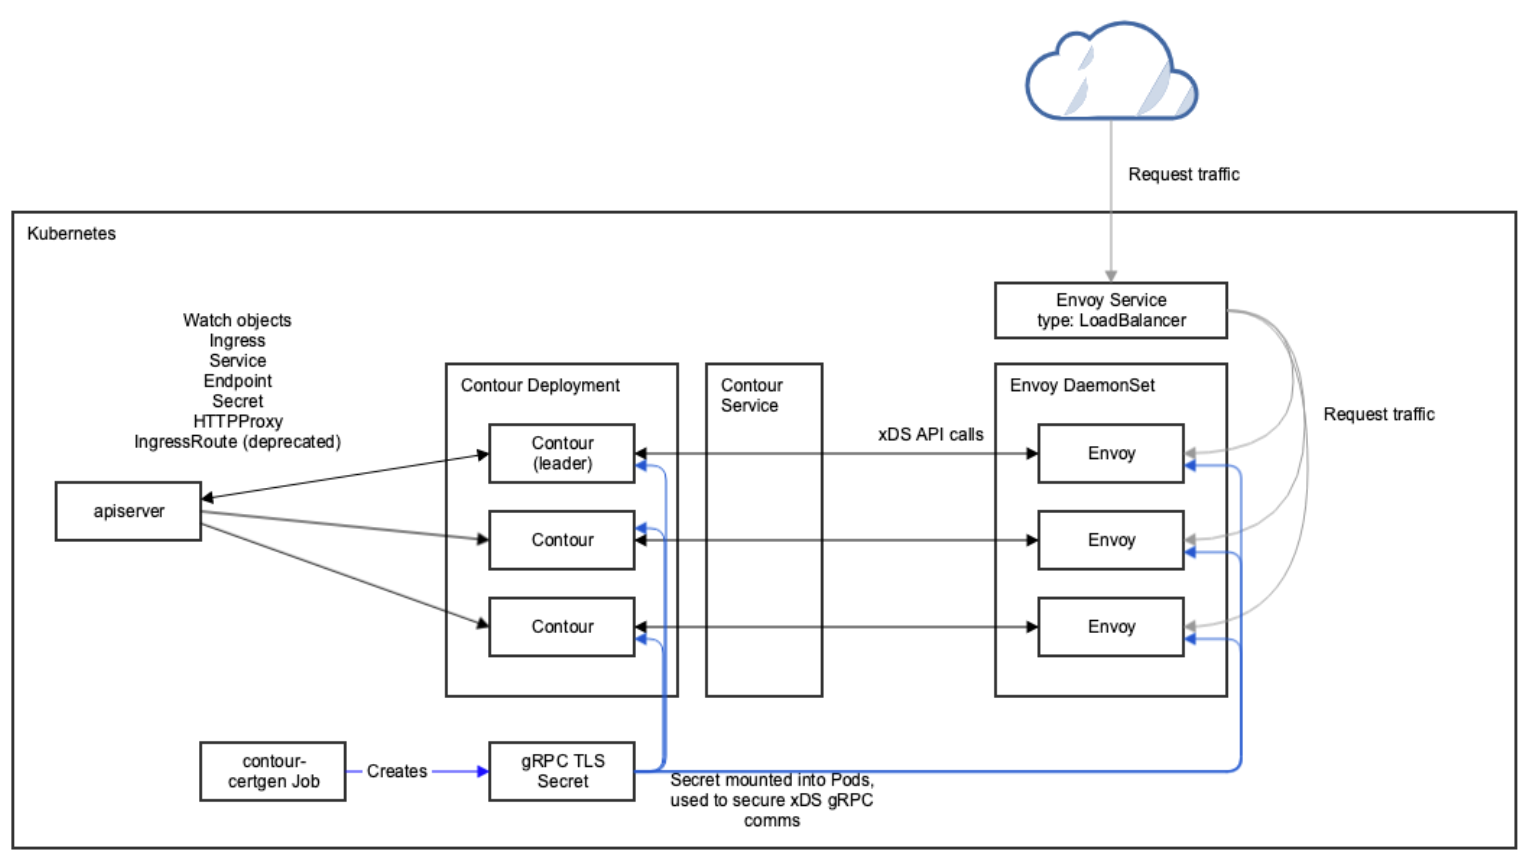 Request traffic
Kubernetes
Envoy Service
type: LoadBalancer
Watch objects
Ingress
Service
Endpoint
Secret
HTTPProxy
IngressRoute (deprecated)
Contour Deployment
Contour
Service
Envoy DaemonSet
Request traffic
xDS API calls
Contour
(leader)
Envoy
apiserver
Contour
Envoy
Contour
Envoy
contour-
certgen Job
Creates
gRPC TLS
Secret
Secret mounted into Pods,
used to secure xDS gRPC
comms